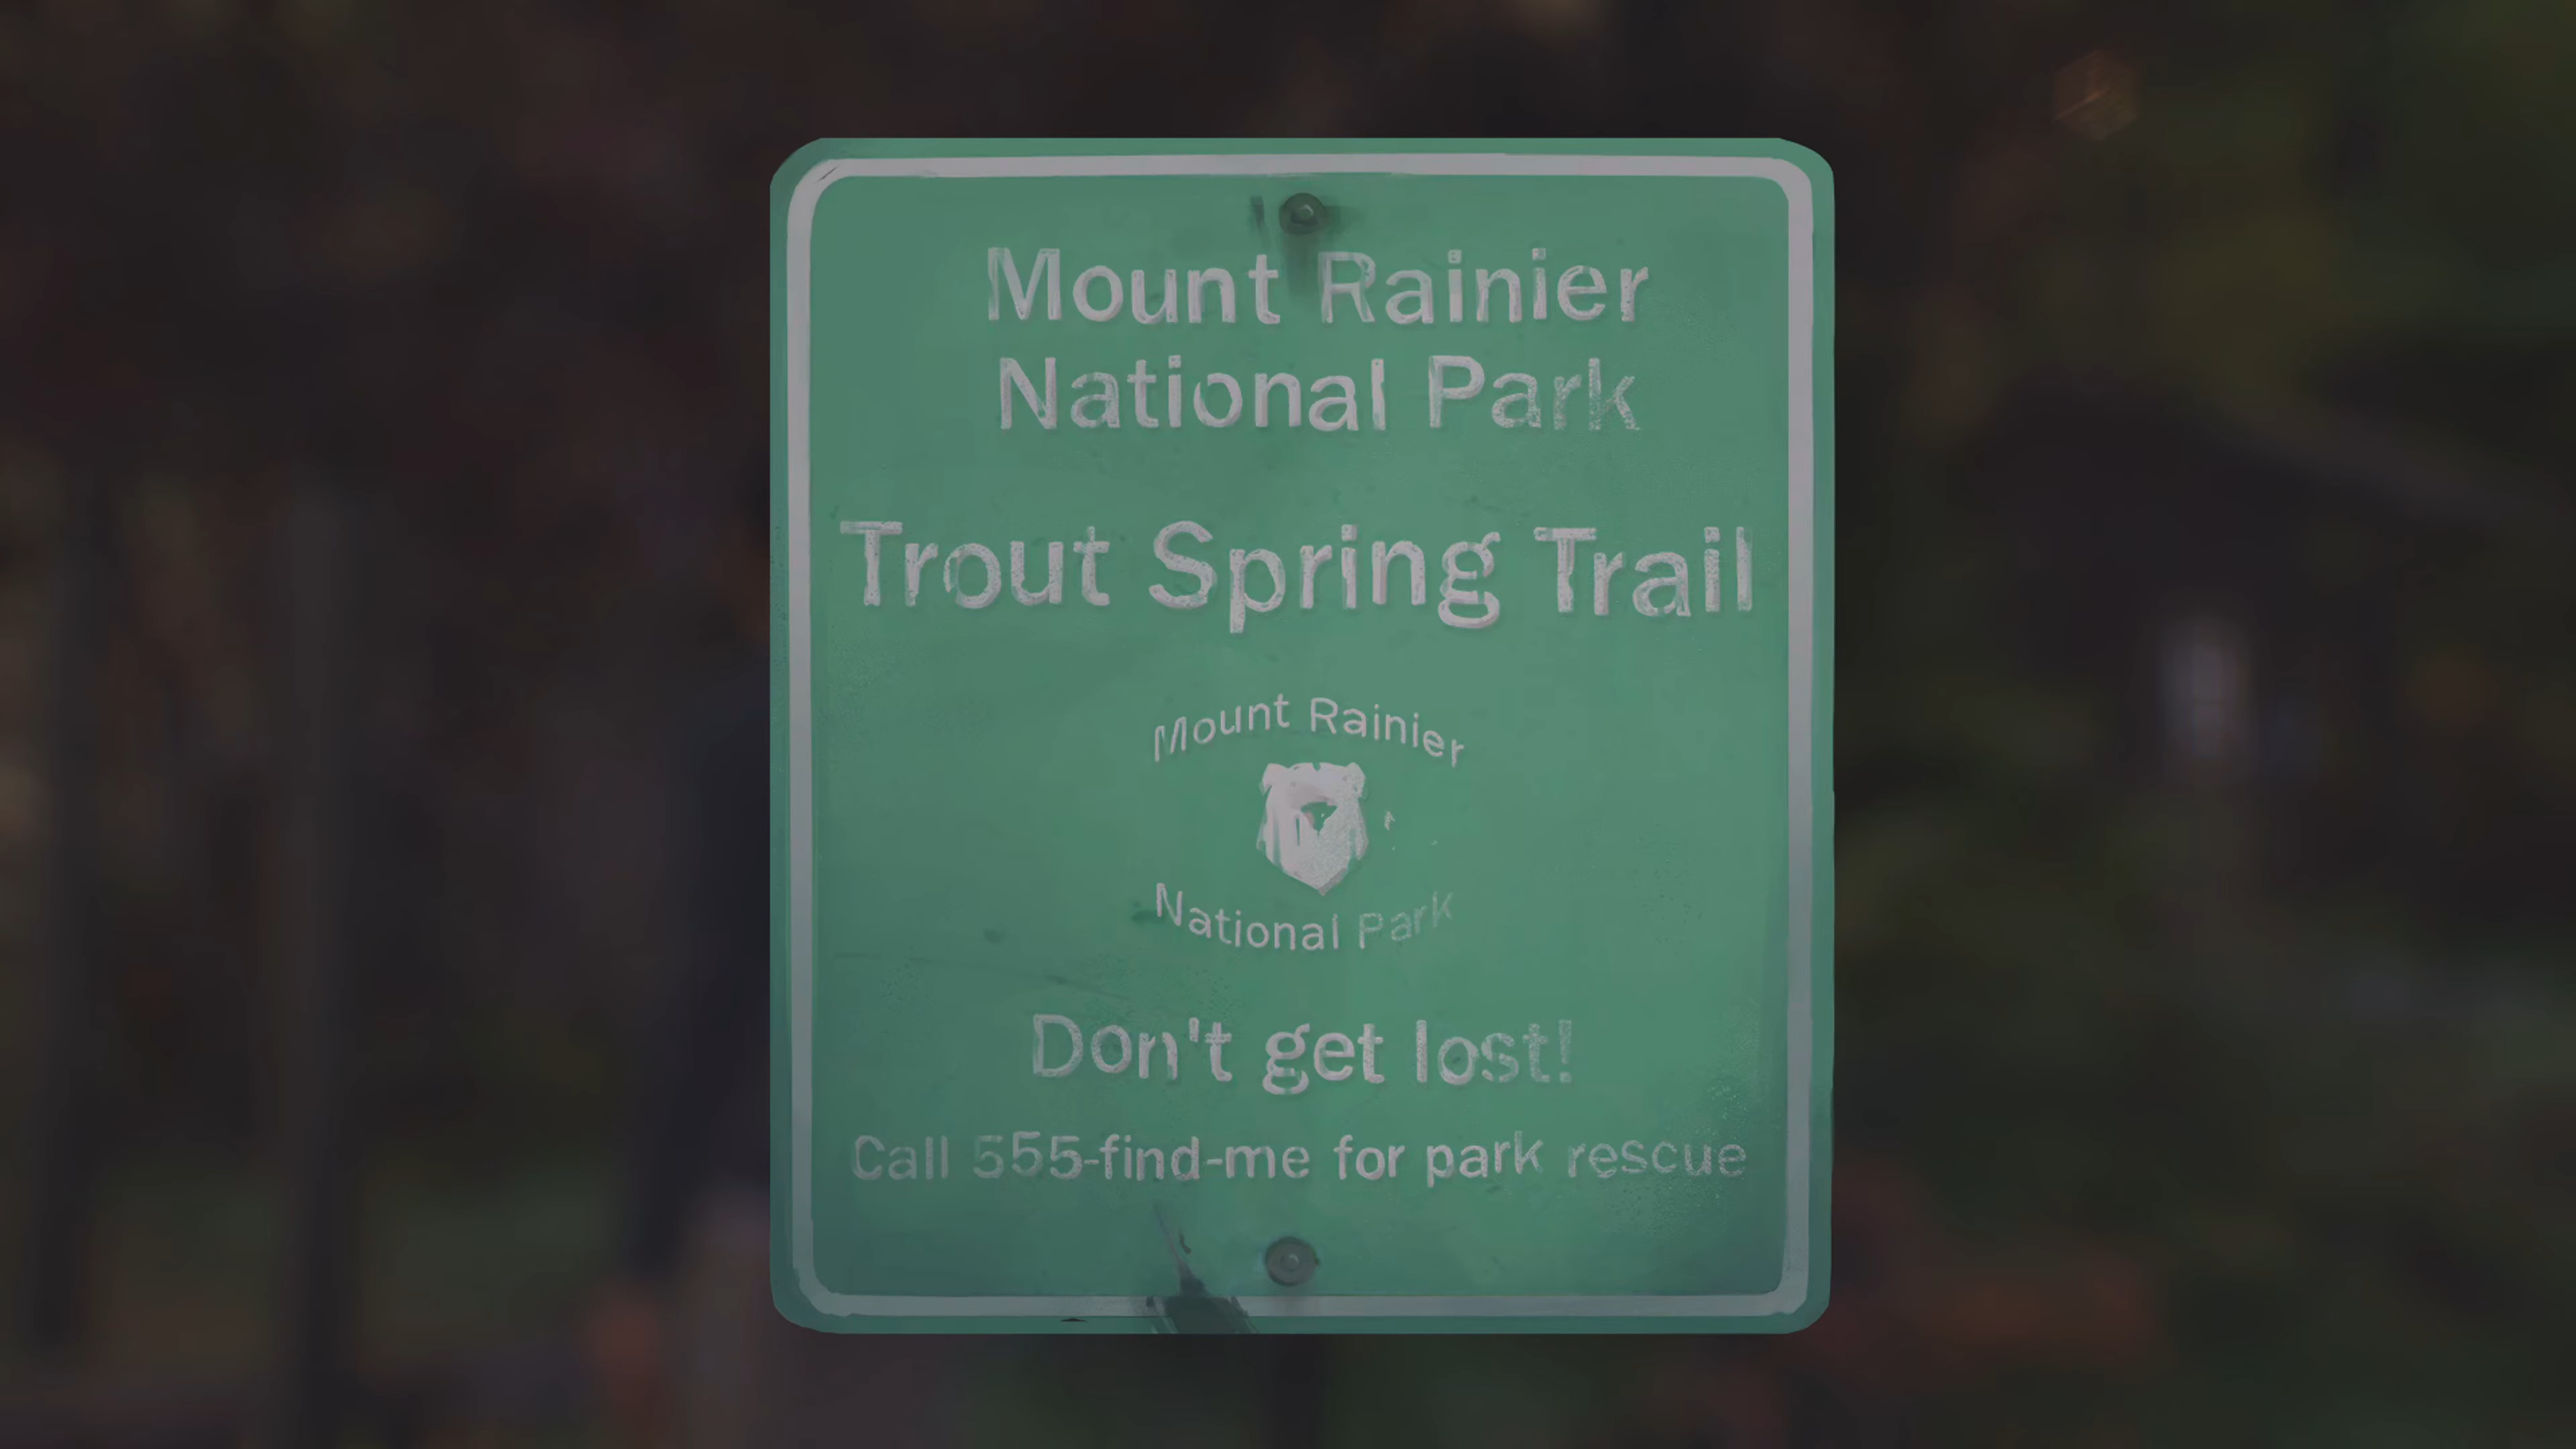 Mount Rainier
National Park
Trout Spring Trail
Mount Rainier
National Park
Don't get lost!
Call 555-find-me for park rescue